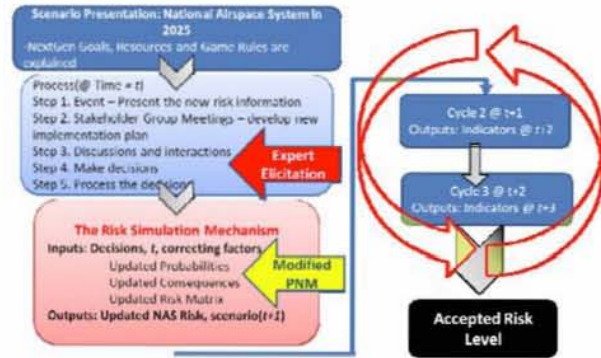 Scenario Presentation: National Airspace System in
2025
-NextGen Goals, Resources and Game Rules are
explained
Process(@ Time = t)
Step 1. Event – Present the new risk information
Step 2. Stakeholder Group Meetings – develop new
implementation plan
Step 3. Discussions and interactions
Step 4. Make decisions
Step 5. Process the decisions
Expert
Elicitation
The Risk Simulation Mechanism
Inputs: Decisions, t, correcting factors
Updated Probabilities
Updated Consequences
Updated Risk Matrix
Outputs: Updated NAS Risk, scenario(t+1)
Modified
PNM
Cycle 2 @ t+1
Outputs: Indicators @ t+2
Cycle 3 @ t+2
Outputs: Indicators @ t+3
Accepted Risk
Level